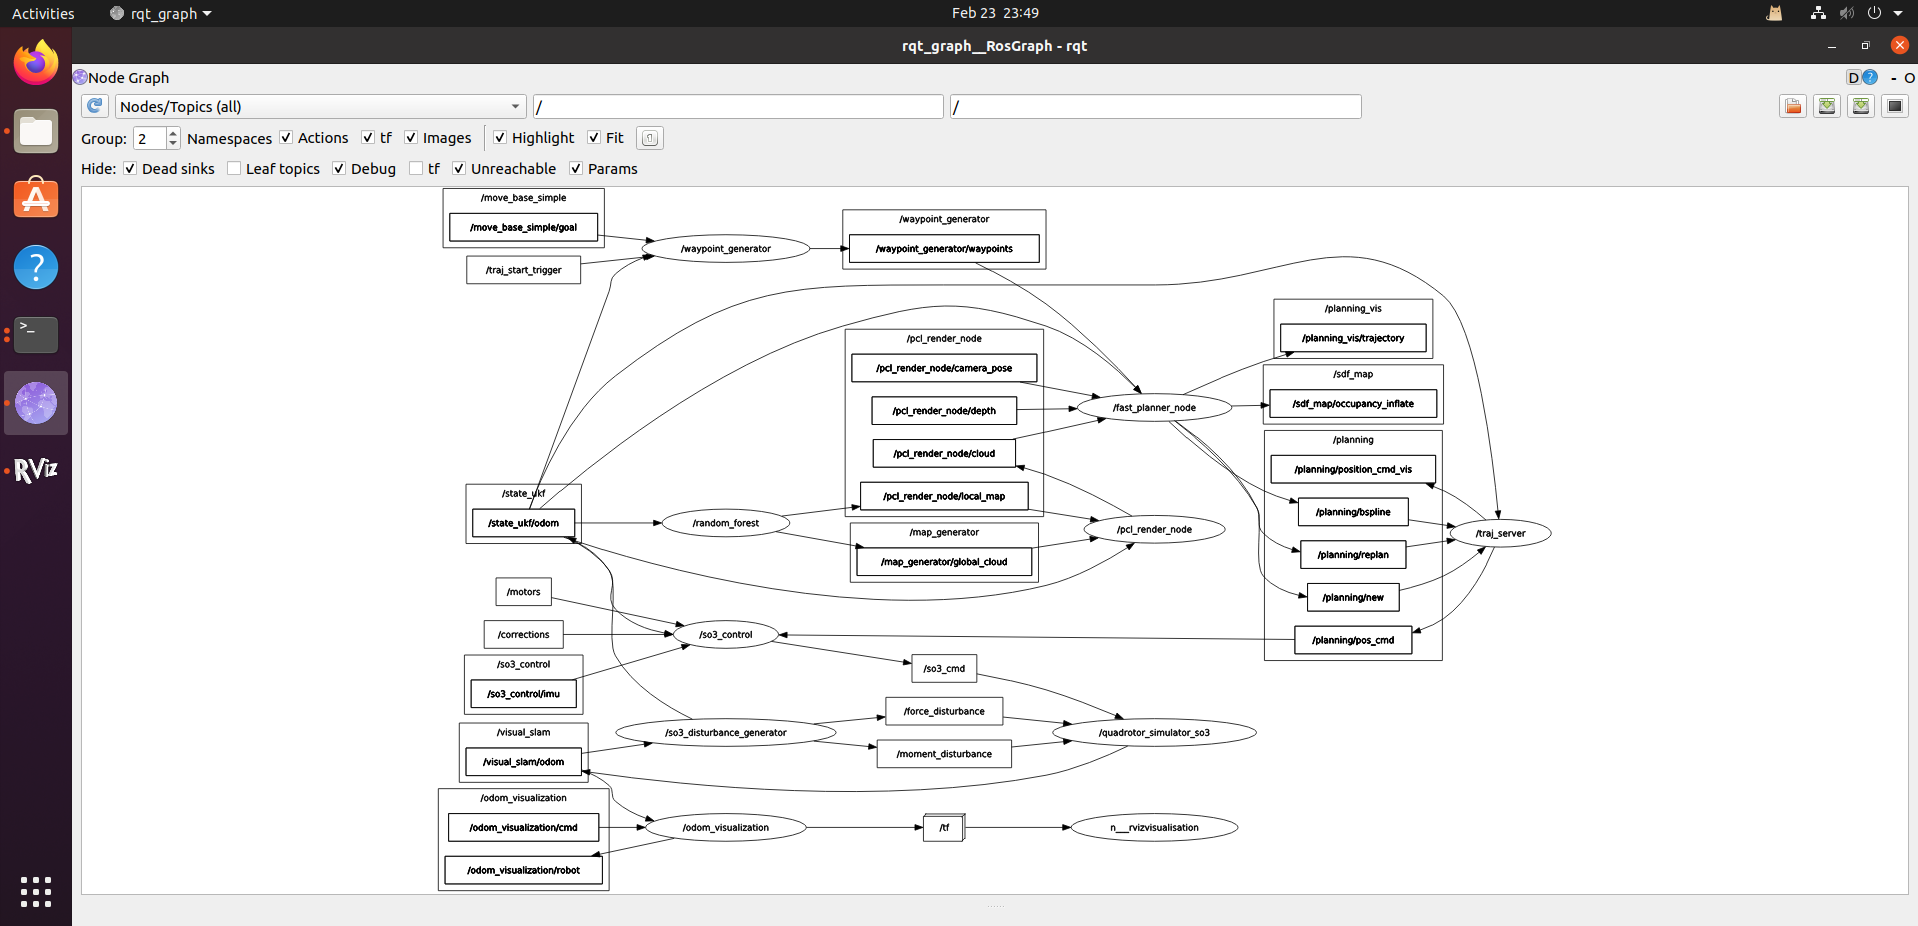 Activities
rqt_graph
Feb 23 23:49
rqt_graph__RosGraph - rqt
Node Graph
D
?
- O
Nodes/Topics (all)
/
/
Group: 2 Namespaces Actions tf Images Highlight Fit
Hide: Dead sinks Leaf topics Debug tf Unreachable Params
/move_base_simple
/move_base_simple/goal
/traj_start_trigger
/waypoint_generator
/waypoint_generator
/waypoint_generator/waypoints
/planning_vis
/planning_vis/trajectory
/pcl_render_node
/pcl_render_node/camera_pose
/pcl_render_node/depth
/pcl_render_node/cloud
/pcl_render_node/local_map
/fast_planner_node
/sdf_map
/sdf_map/occupancy_inflate
/planning
/planning/position_cmd_vis
/planning/bspline
/planning/replan
/planning/new
/planning/pos_cmd
/traj_server
/state_ukf
/state_ukf/odom
/random_forest
/map_generator
/map_generator/global_cloud
/pcl_render_node
/motors
/corrections
/so3_control
/so3_control/imu
/so3_control
/so3_cmd
/visual_slam
/visual_slam/odom
/so3_disturbance_generator
/force_disturbance
/moment_disturbance
/quadrotor_simulator_so3
/odom_visualization
/odom_visualization/cmd
/odom_visualization/robot
/odom_visualization
/tf
n___rvizvisualisation
>_
RViz